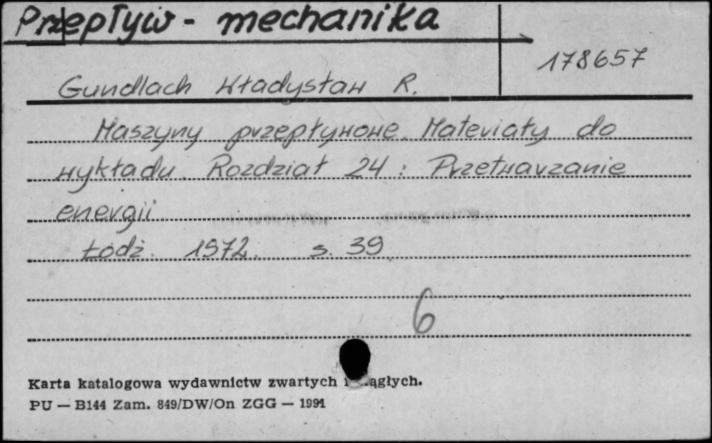 Przepływ - mechanika
178657
Gundlach Władysław R.
Maszyny przepływowe. Materiały do
wykładu. Rozdział 24 : Przetwarzanie
energii
Łódź. 1972. s. 39
6
Karta katalogowa wydawnictw zwartych i ciągłych.
PU — B144 Zam. 849/DW/On ZGG — 1991